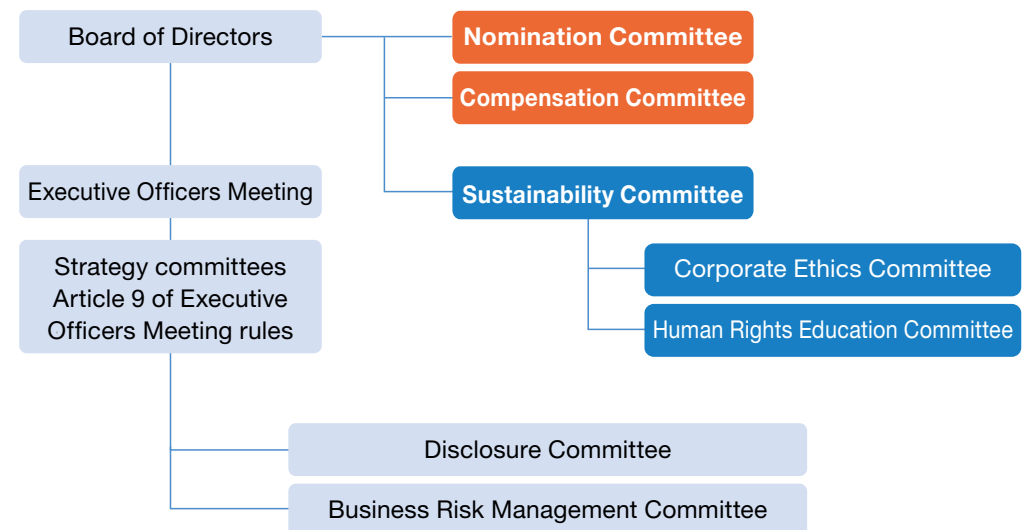 Board of Directors
Nomination Committee
Compensation Committee
Executive Officers Meeting
Sustainability Committee
Strategy committees
Article 9 of Executive
Officers Meeting rules
Corporate Ethics Committee
Human Rights Education Committee
Disclosure Committee
Business Risk Management Committee